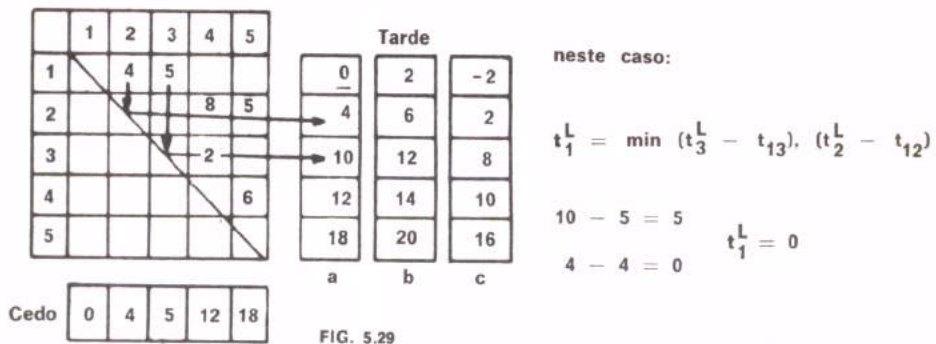 1 2 3 4 5
Tarde
neste caso:
1 4 5 0 2 -2
2 8 5 4 6 2
t₁ᴸ = min (t₃ᴸ - t₁₃), (t₂ᴸ - t₁₂)
3 2 10 12 8
4 6 12 14 10
10 - 5 = 5
t₁ᴸ = 0
5 18 20 16
4 - 4 = 0
a b c
Cedo 0 4 5 12 18
FIG. 5.29